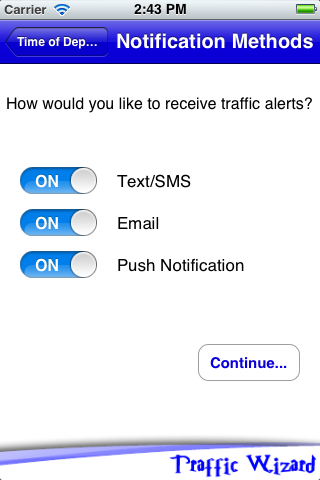 Carrier 2:43 PM
Time of Dep... Notification Methods
How would you like to receive traffic alerts?
ON Text/SMS
ON Email
ON Push Notification
Continue...
Traffic Wizard